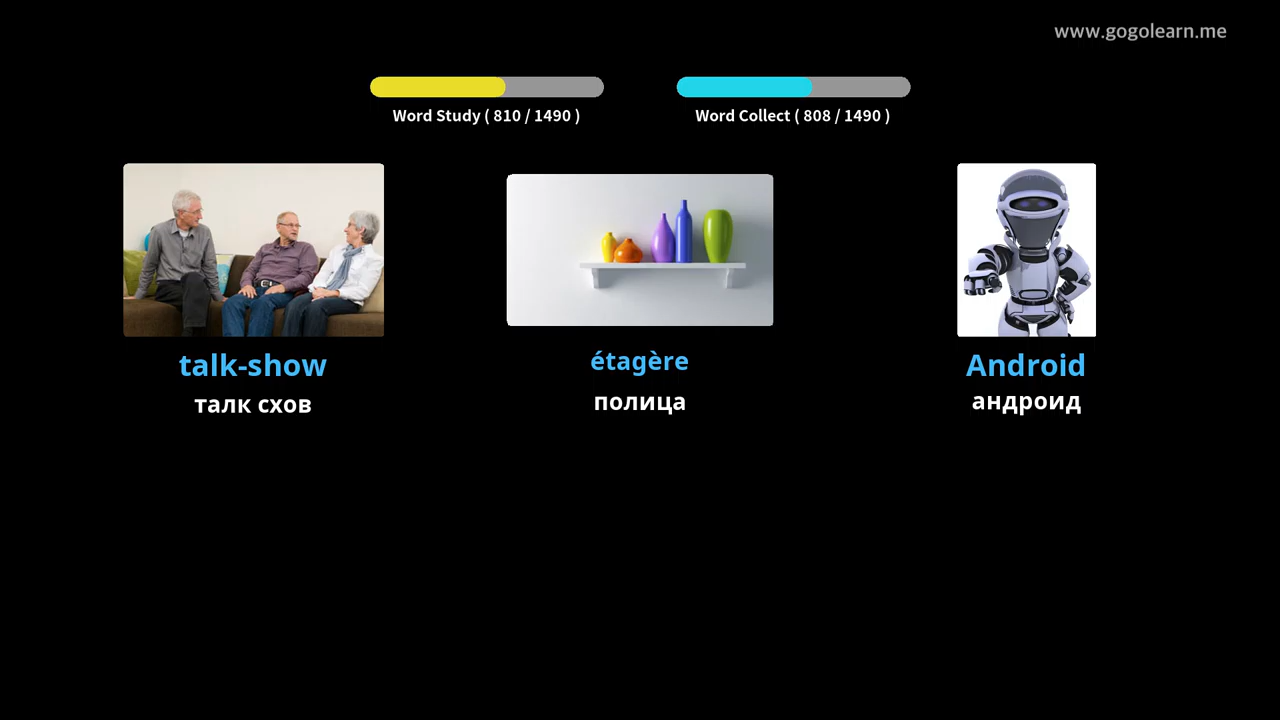 www.gogolearn.me
Word Study ( 810 / 1490 )
Word Collect ( 808 / 1490 )
talk-show
талк схов
étagère
полица
Android
андроид